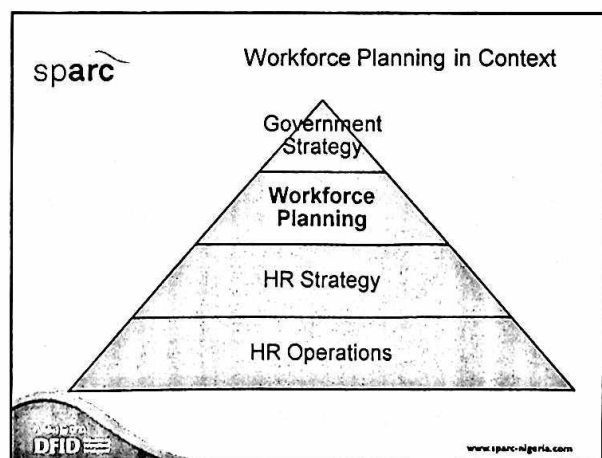 sparc
Workforce Planning in Context
Government
Strategy
Workforce
Planning
HR Strategy
HR Operations
DFID
www.sparc-nigeria.com